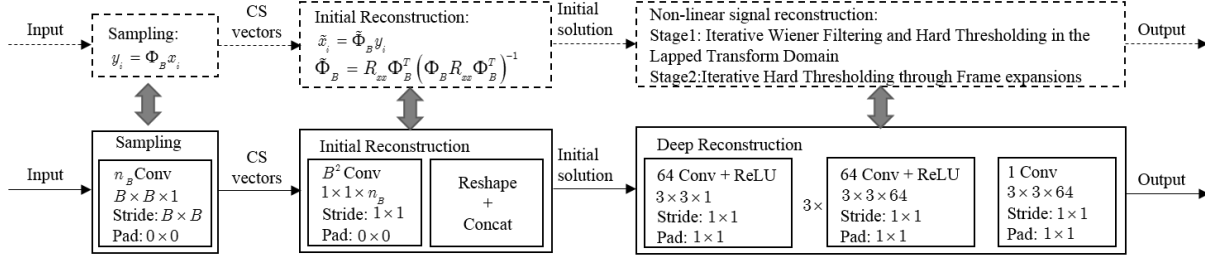 Input
Sampling:
y_i = Φ_B x_i
CS
vectors
Initial Reconstruction:
x̃_i = Φ̃_B y_i
Φ̃_B = R_xx Φ_B^T (Φ_B R_xx Φ_B^T)^−1
Initial
solution
Non-linear signal reconstruction:
Stage1: Iterative Wiener Filtering and Hard Thresholding in the
Lapped Transform Domain
Stage2:Iterative Hard Thresholding through Frame expansions
Output
Input
Sampling
n_B Conv
B × B × 1
Stride: B × B
Pad: 0 × 0
CS
vectors
Initial Reconstruction
B² Conv
1 × 1 × n_B
Stride: 1 × 1
Pad: 0 × 0
Reshape
+
Concat
Initial
solution
Deep Reconstruction
64 Conv + ReLU
3 × 3 × 1
Stride: 1 × 1
Pad: 1 × 1
3 ×
64 Conv + ReLU
3 × 3 × 64
Stride: 1 × 1
Pad: 1 × 1
1 Conv
3 × 3 × 64
Stride: 1 × 1
Pad: 1 × 1
Output